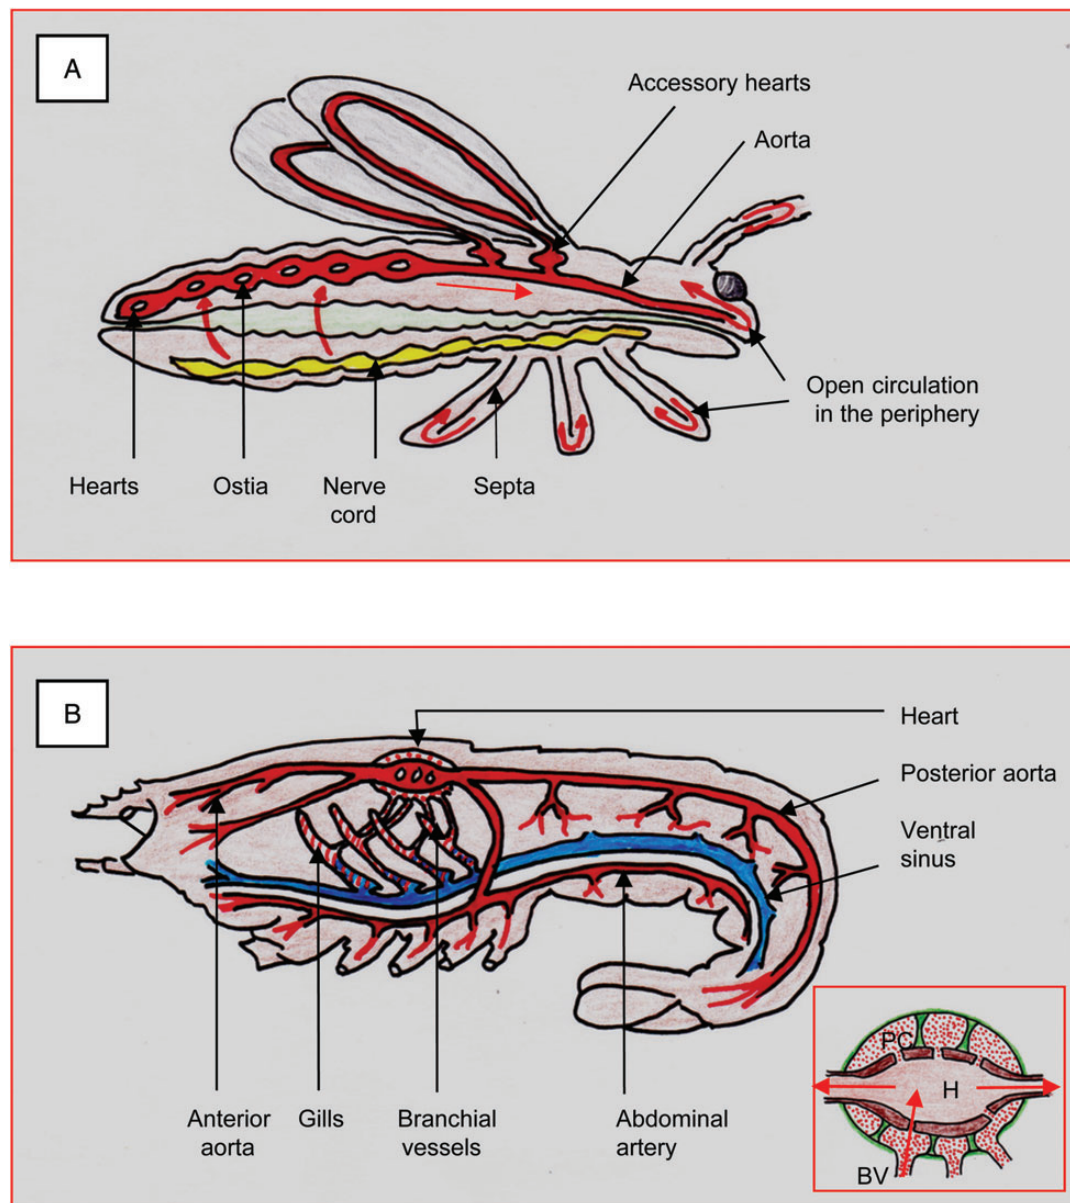 A
Accessory hearts
Aorta
Open circulation
in the periphery
Hearts
Ostia
Nerve
cord
Septa
B
Heart
Posterior aorta
Ventral
sinus
Anterior
aorta
Gills
Branchial
vessels
Abdominal
artery
PC
H
BV